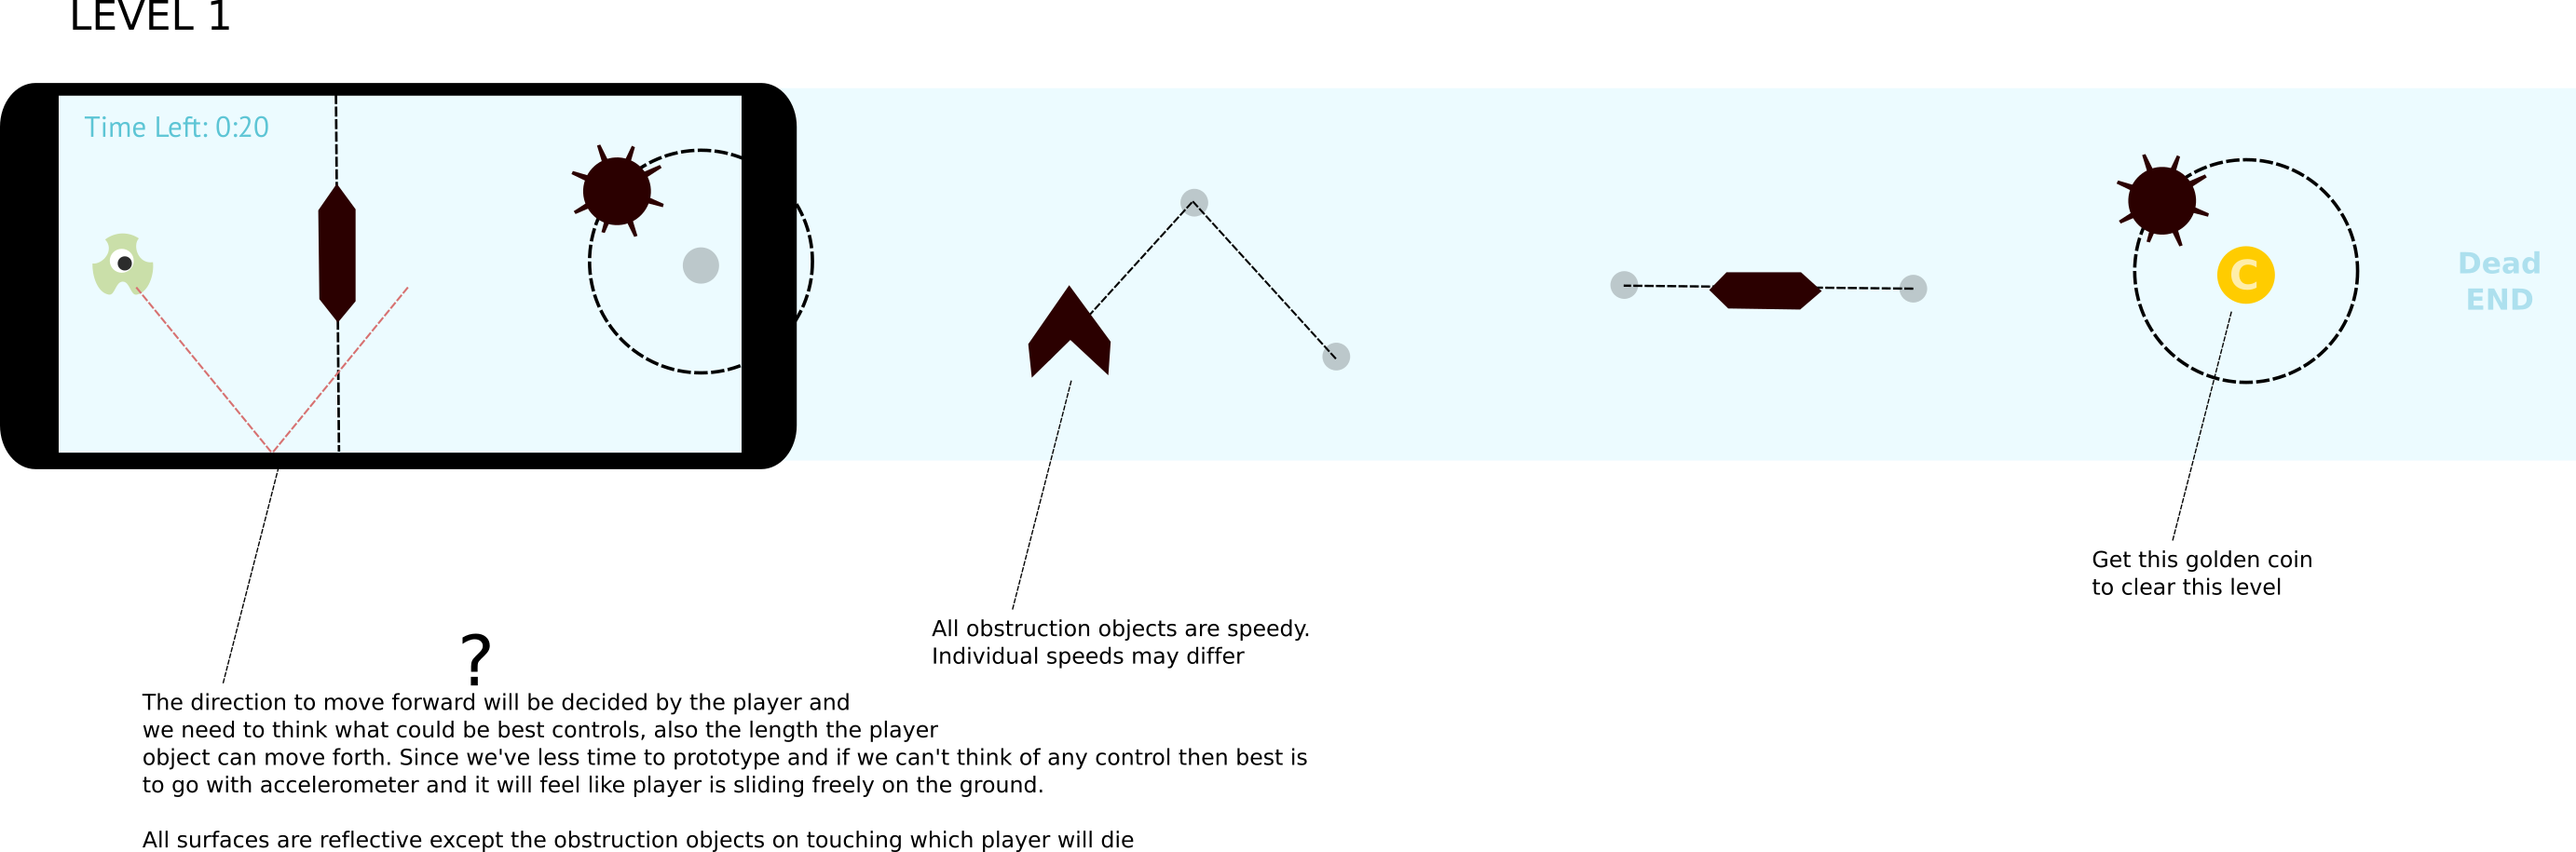 LEVEL 1
Time Left: 0:20
C
Dead
END
Get this golden coin
to clear this level
All obstruction objects are speedy.
Individual speeds may differ
?
The direction to move forward will be decided by the player and
we need to think what could be best controls, also the length the player
object can move forth. Since we've less time to prototype and if we can't think of any control then best is
to go with accelerometer and it will feel like player is sliding freely on the ground.
All surfaces are reflective except the obstruction objects on touching which player will die